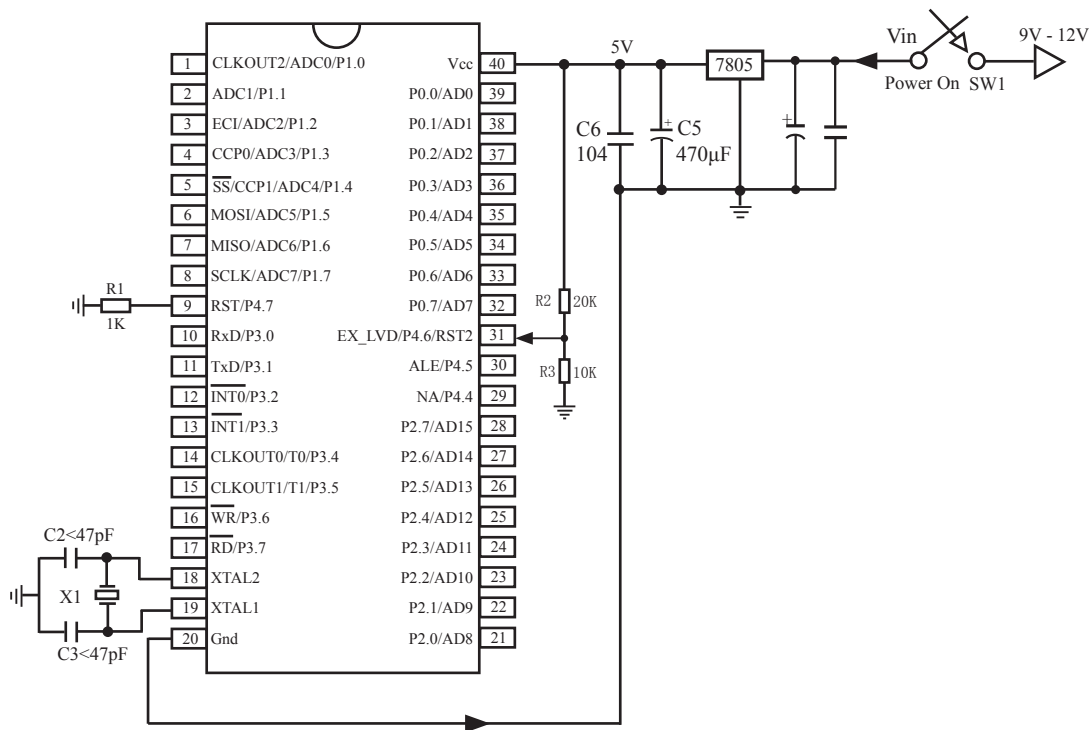 1 CLKOUT2/ADC0/P1.0
2 ADC1/P1.1
3 ECI/ADC2/P1.2
4 CCP0/ADC3/P1.3
5 SS/CCP1/ADC4/P1.4
6 MOSI/ADC5/P1.5
7 MISO/ADC6/P1.6
8 SCLK/ADC7/P1.7
9 RST/P4.7
10 RxD/P3.0
11 TxD/P3.1
12 INT0/P3.2
13 INT1/P3.3
14 CLKOUT0/T0/P3.4
15 CLKOUT1/T1/P3.5
16 WR/P3.6
17 RD/P3.7
18 XTAL2
19 XTAL1
20 Gnd
Vcc 40
P0.0/AD0 39
P0.1/AD1 38
P0.2/AD2 37
P0.3/AD3 36
P0.4/AD4 35
P0.5/AD5 34
P0.6/AD6 33
P0.7/AD7 32
EX_LVD/P4.6/RST2 31
ALE/P4.5 30
NA/P4.4 29
P2.7/AD15 28
P2.6/AD14 27
P2.5/AD13 26
P2.4/AD12 25
P2.3/AD11 24
P2.2/AD10 23
P2.1/AD9 22
P2.0/AD8 21
R1
1K
C2<47pF
X1
C3<47pF
5V
7805
Vin
9V - 12V
Power On SW1
C6
104
+
C5
470μF
+
R2 20K
R3 10K